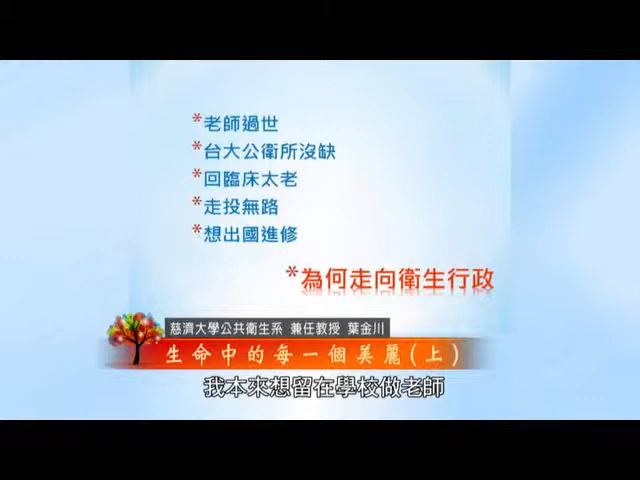 *老師過世
*台大公衛所沒缺
*回臨床太老
*走投無路
*想出國進修
*為何走向衛生行政
慈濟大學公共衛生系 兼任教授 葉金川
生命中的每一個美麗(上)
我本來想留在學校做老師